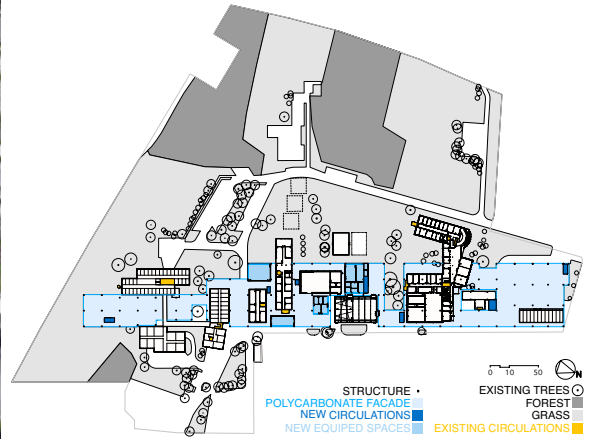 0 10 50 N
STRUCTURE
POLYCARBONATE FACADE
NEW CIRCULATIONS
NEW EQUIPED SPACES
EXISTING TREES
FOREST
GRASS
EXISTING CIRCULATIONS